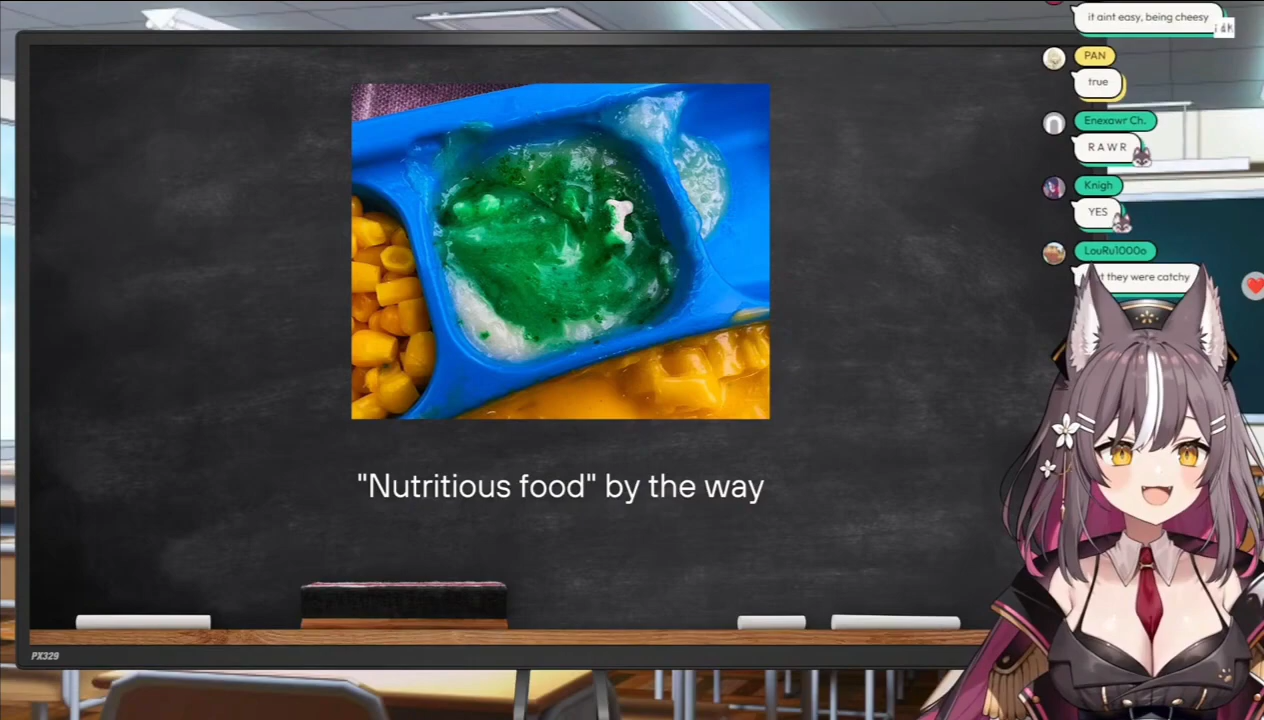 it aint easy, being cheesy
PAN
true
Enexawr Ch.
R A W R
Knigh
YES
LouRu1000o
t they were catchy
"Nutritious food" by the way
PX329